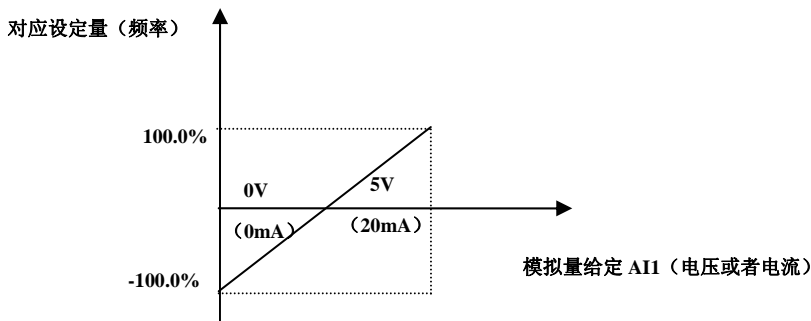 对应设定量（频率）
100.0%
0V
5V
（0mA）
（20mA）
-100.0%
模拟量给定 AI1（电压或者电流）